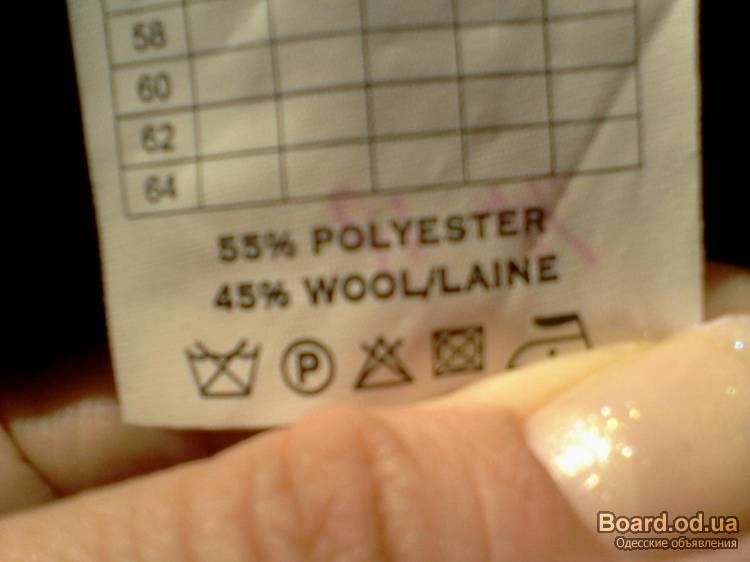 58
60
62
64
55% POLYESTER
45% WOOL/LAINE
P
Board.od.ua
Одесские объявления